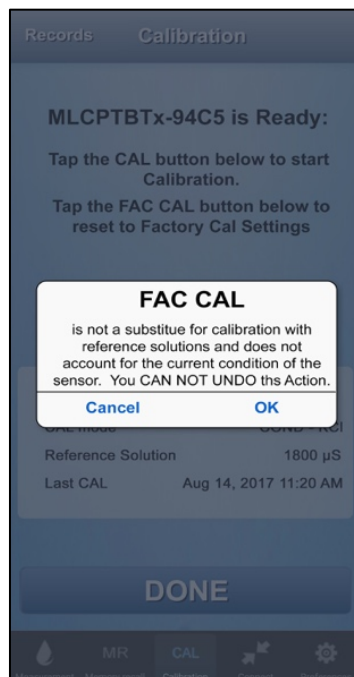 Records Calibration
MLCPTBTx-94C5 is Ready:
Tap the CAL button below to start
Calibration.
Tap the FAC CAL button below to
reset to Factory Cal Settings
FAC CAL
is not a substitue for calibration with
reference solutions and does not
account for the current condition of the
sensor. You CAN NOT UNDO ths Action.
Cancel OK
CAL mode COND - KCl
Reference Solution 1800 µS
Last CAL Aug 14, 2017 11:20 AM
DONE
MR CAL
Calibration